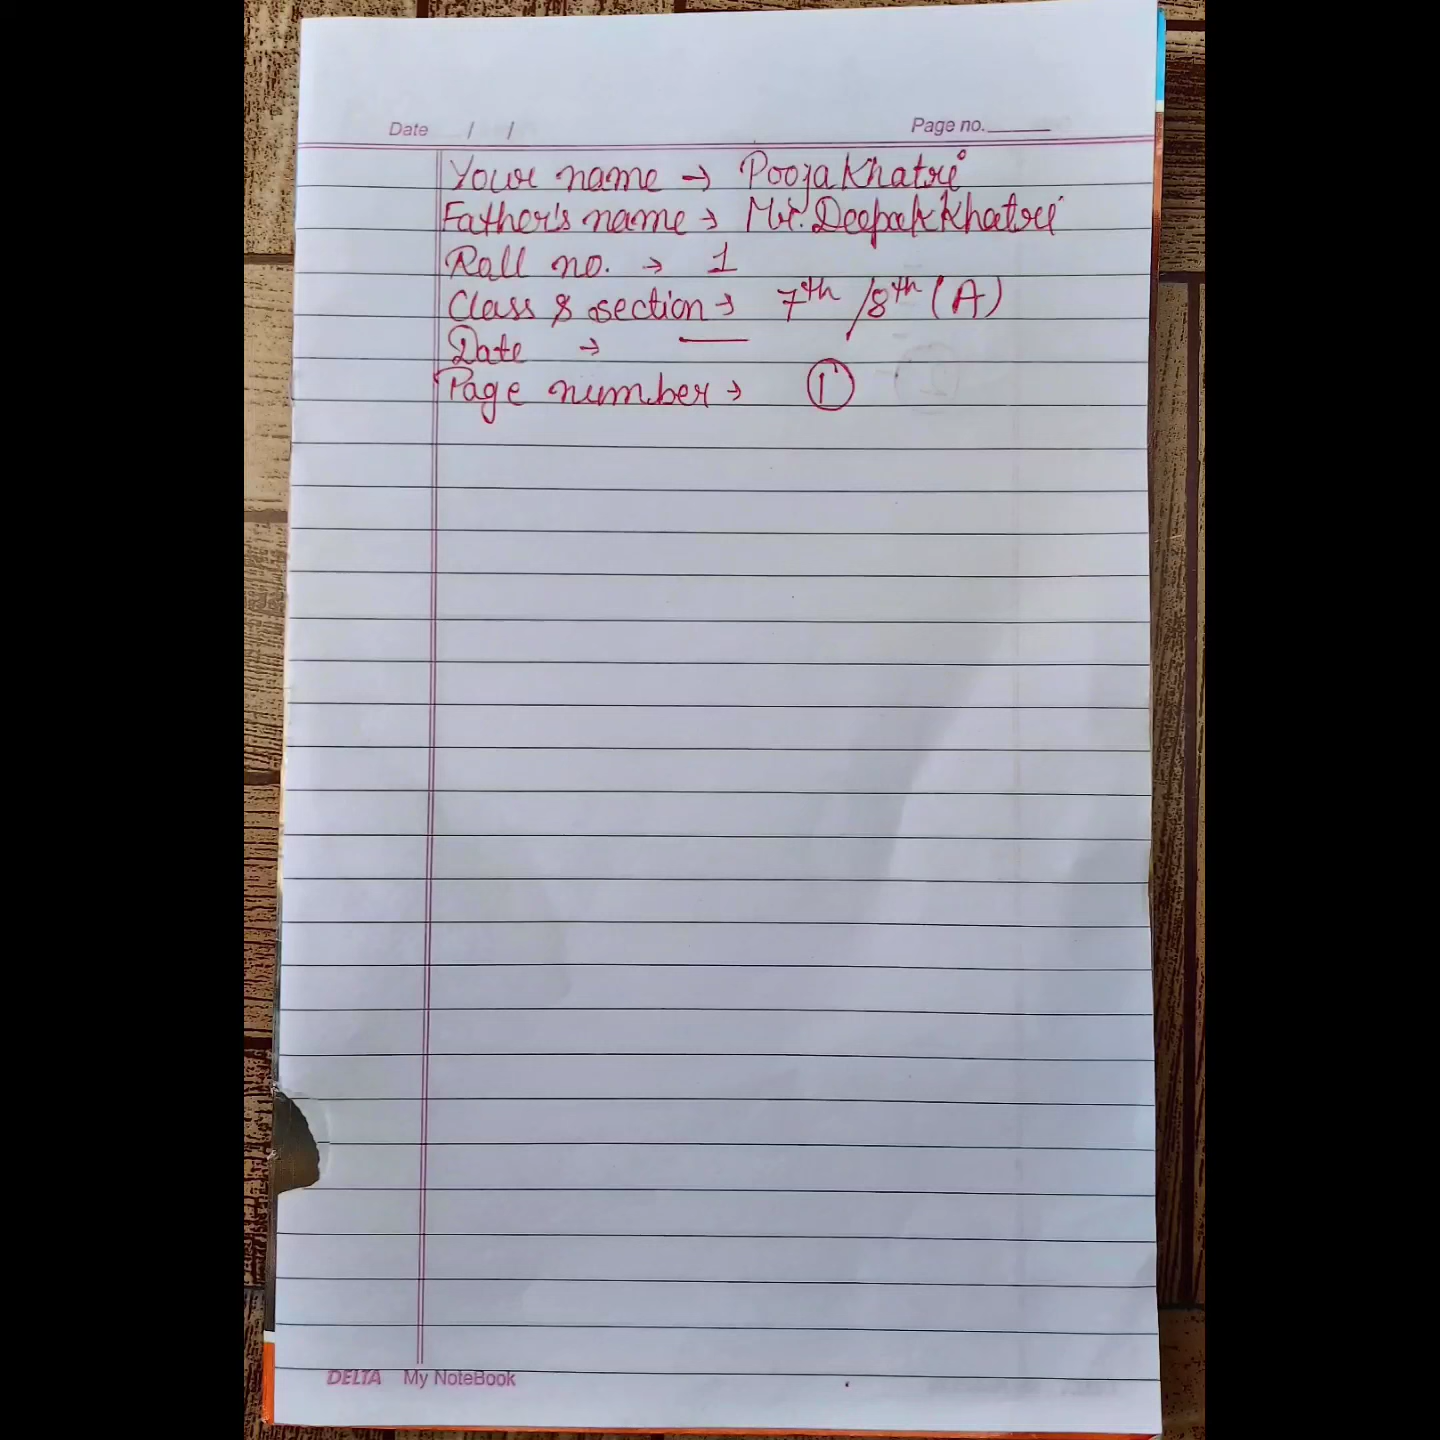 Date / /
Page no.
Your name → Pooja Khatri
Father's name → Mr. Deepak Khatri
Roll no. → 1
Class & section → 7th /8th (A)
Date → —
Page number → 1
DELTA My NoteBook